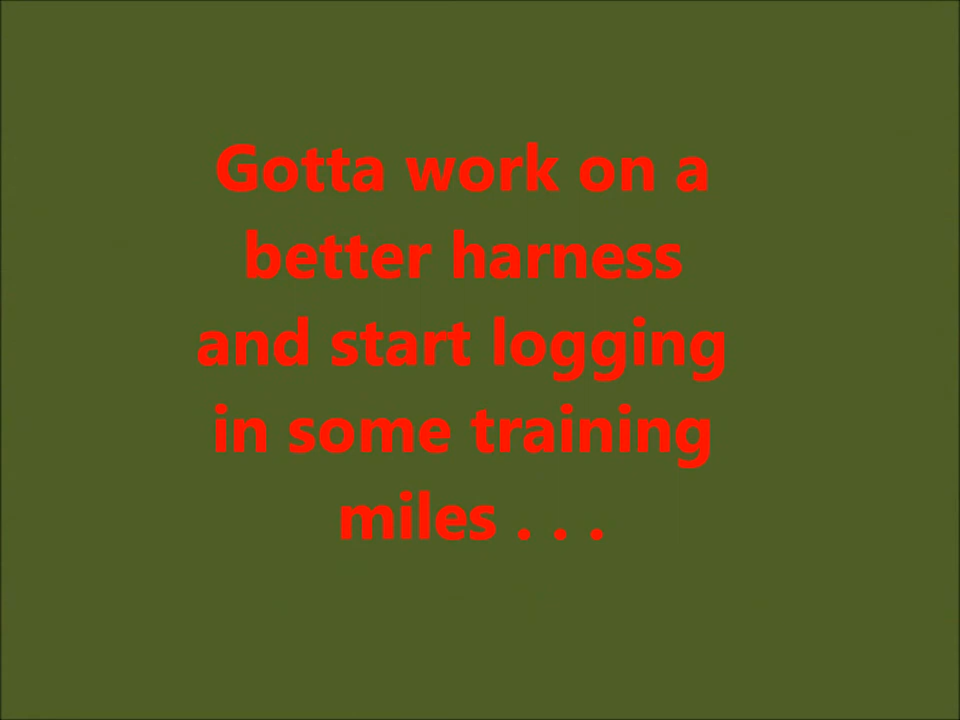 Gotta work on a
better harness
and start logging
in some training
miles . . .